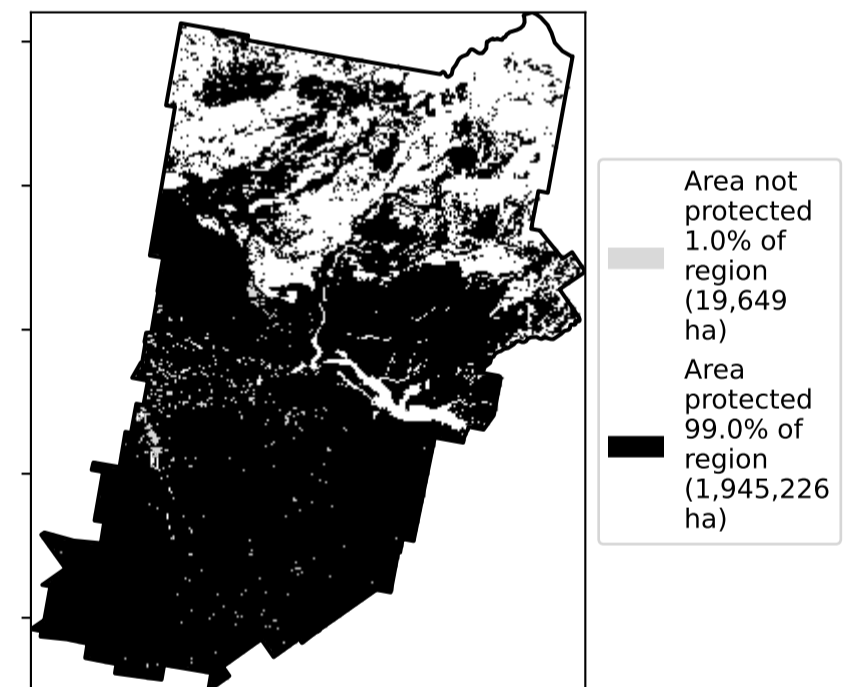 Area not
protected
1.0% of
region
(19,649
ha)
Area
protected
99.0% of
region
(1,945,226
ha)